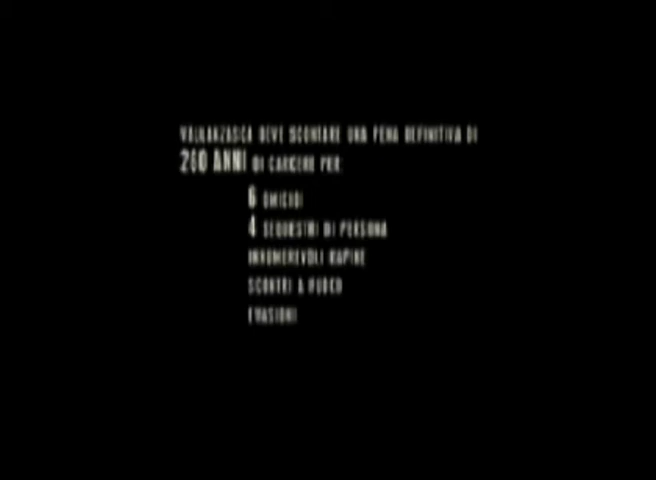 VALLANZASCA DEVE SCONTARE UNA PENA DEFINITIVA DI
260 ANNI DI CARCERE PER:
6 OMICIDI
4 SEQUESTRI DI PERSONA
INNUMEREVOLI RAPINE
SCONTRI A FUOCO
EVASIONI